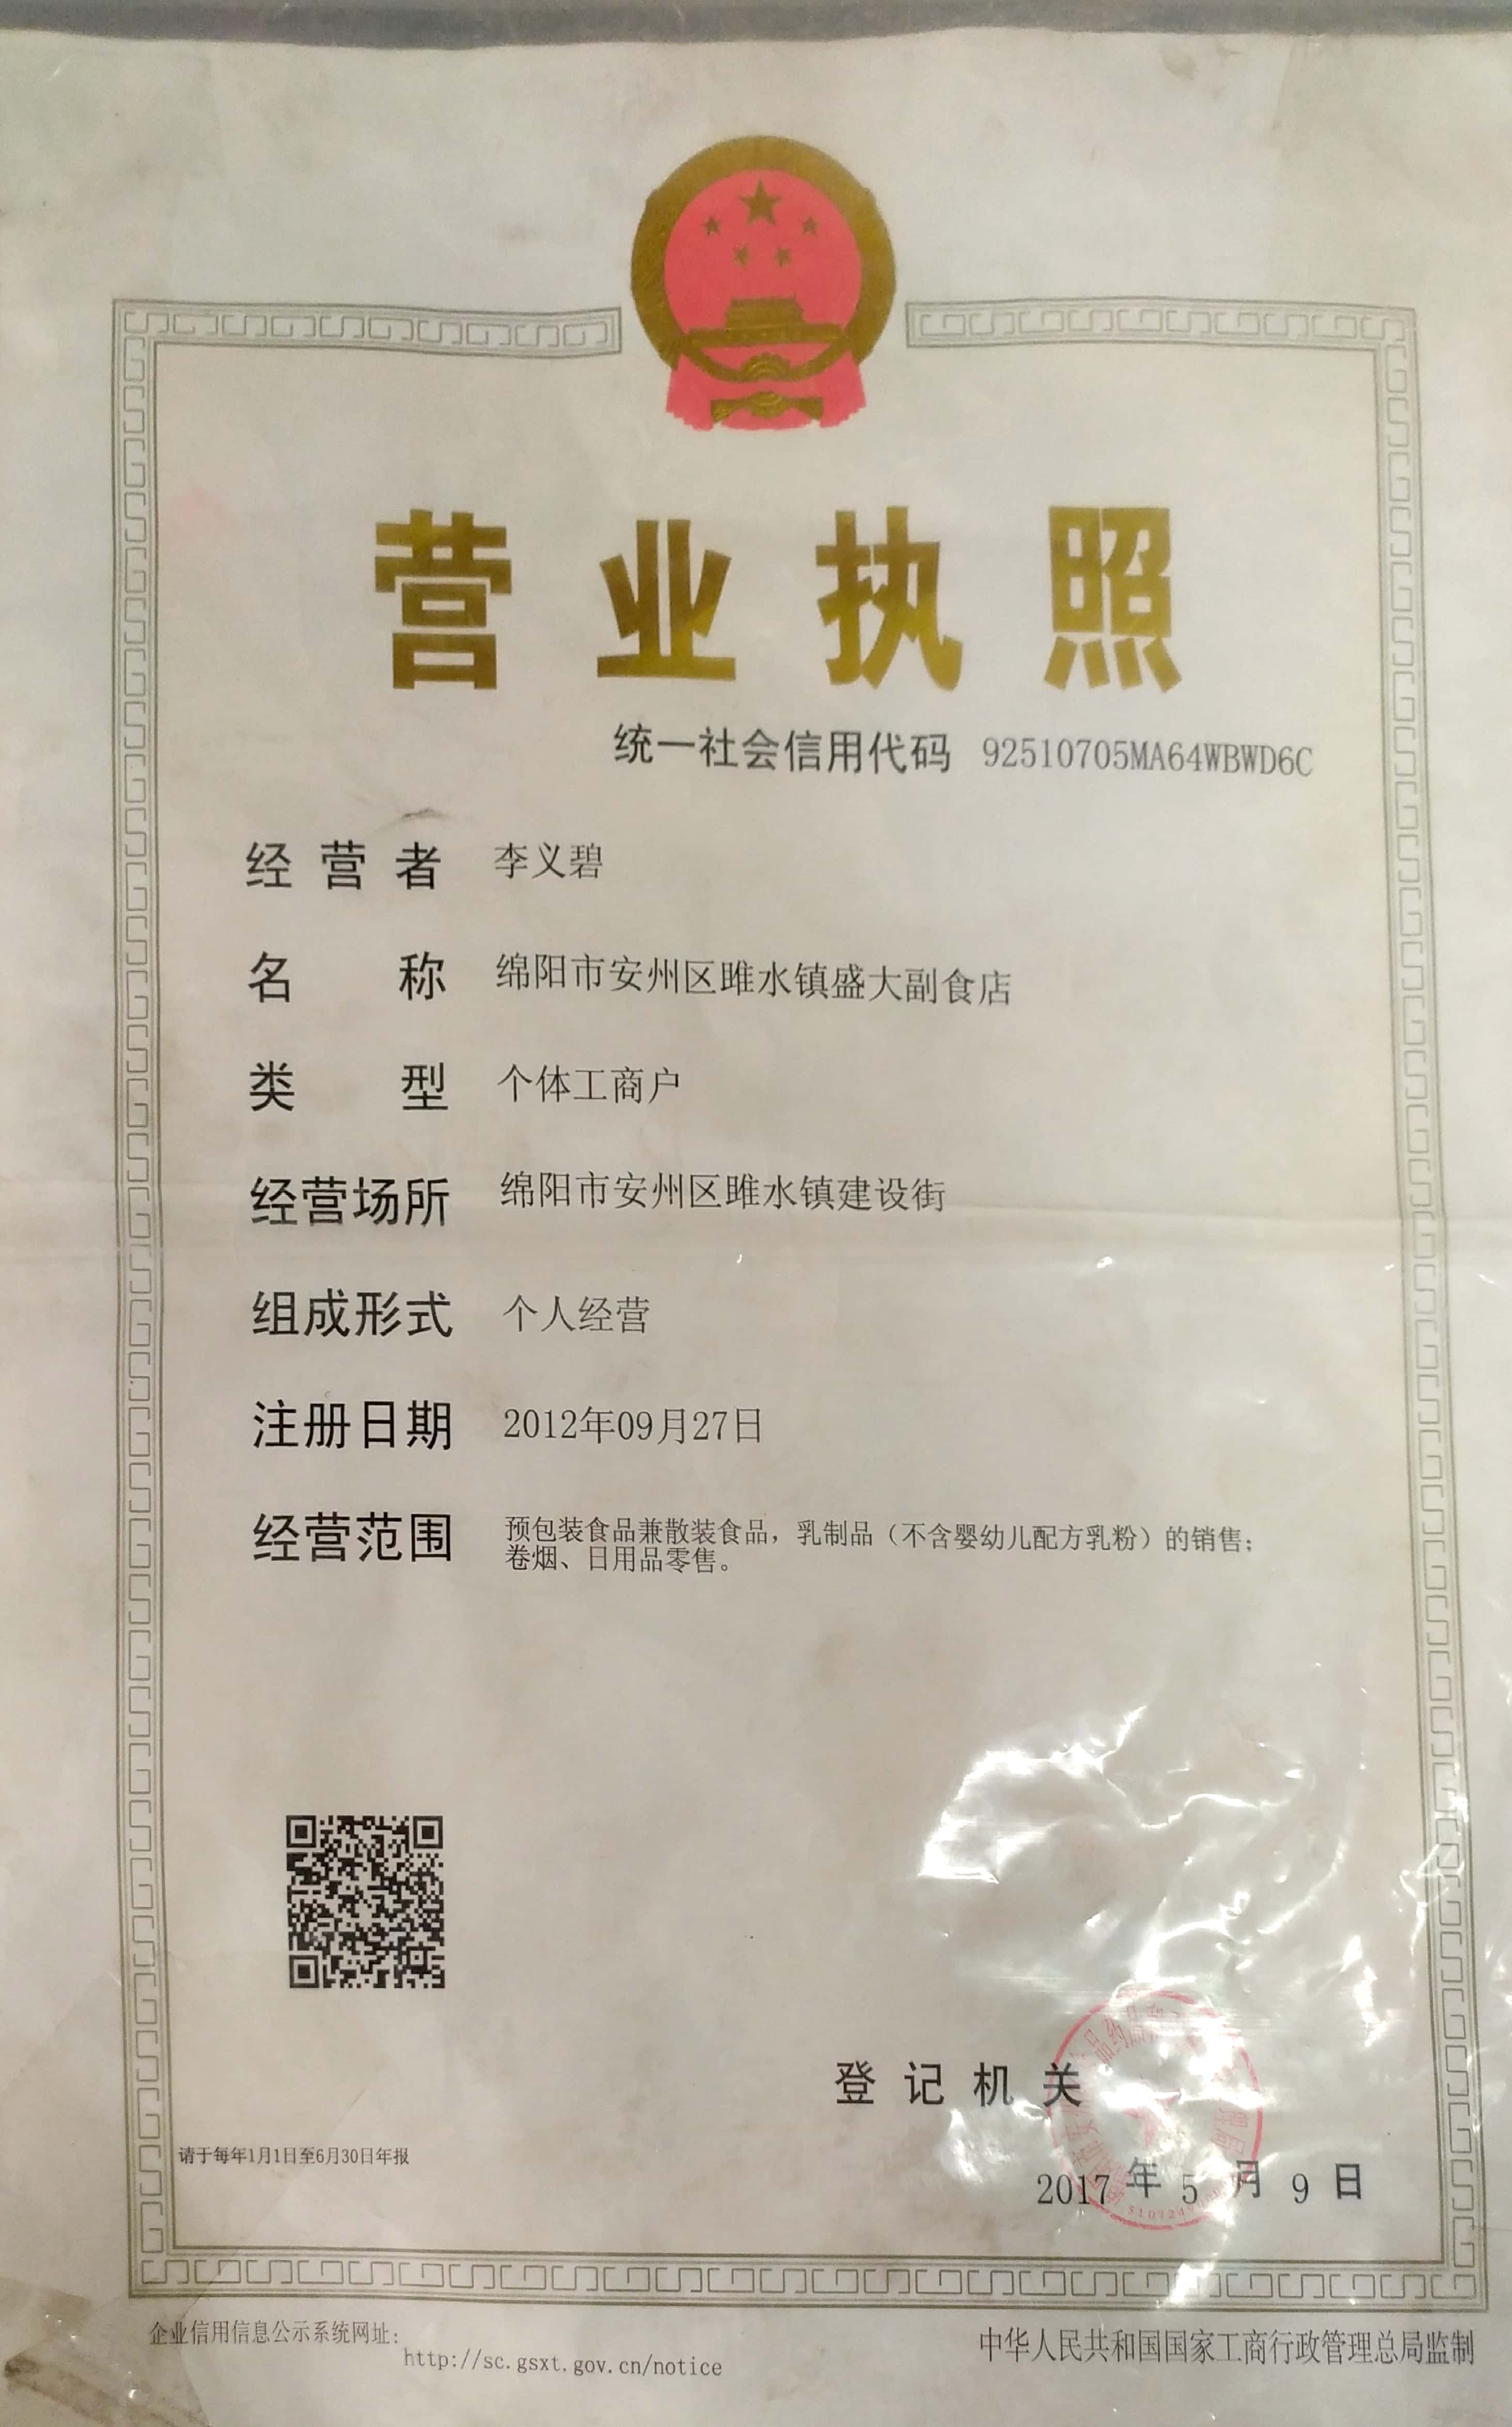 营业执照
统一社会信用代码 92510705MA64WBWD6C
经营者 李义碧
名称 绵阳市安州区雎水镇盛大副食店
类型 个体工商户
经营场所 绵阳市安州区雎水镇建设街
组成形式 个人经营
注册日期 2012年09月27日
经营范围 预包装食品兼散装食品，乳制品（不含婴幼儿配方乳粉）的销售；
卷烟、日用品零售。
登记机关
请于每年1月1日至6月30日年报
2017年5月9日
企业信用信息公示系统网址：
http://sc.gsxt.gov.cn/notice
中华人民共和国国家工商行政管理总局监制